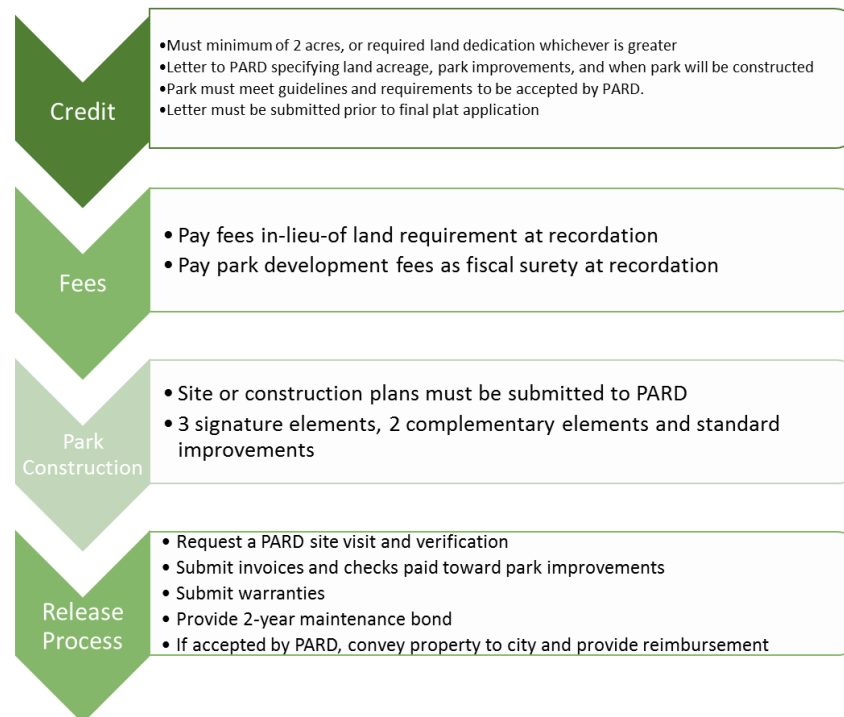 Credit
•Must minimum of 2 acres, or required land dedication whichever is greater
•Letter to PARD specifying land acreage, park improvements, and when park will be constructed
•Park must meet guidelines and requirements to be accepted by PARD.
•Letter must be submitted prior to final plat application
Fees
• Pay fees in-lieu-of land requirement at recordation
• Pay park development fees as fiscal surety at recordation
Park
Construction
• Site or construction plans must be submitted to PARD
• 3 signature elements, 2 complementary elements and standard
improvements
Release
Process
• Request a PARD site visit and verification
• Submit invoices and checks paid toward park improvements
• Submit warranties
• Provide 2-year maintenance bond
• If accepted by PARD, convey property to city and provide reimbursement